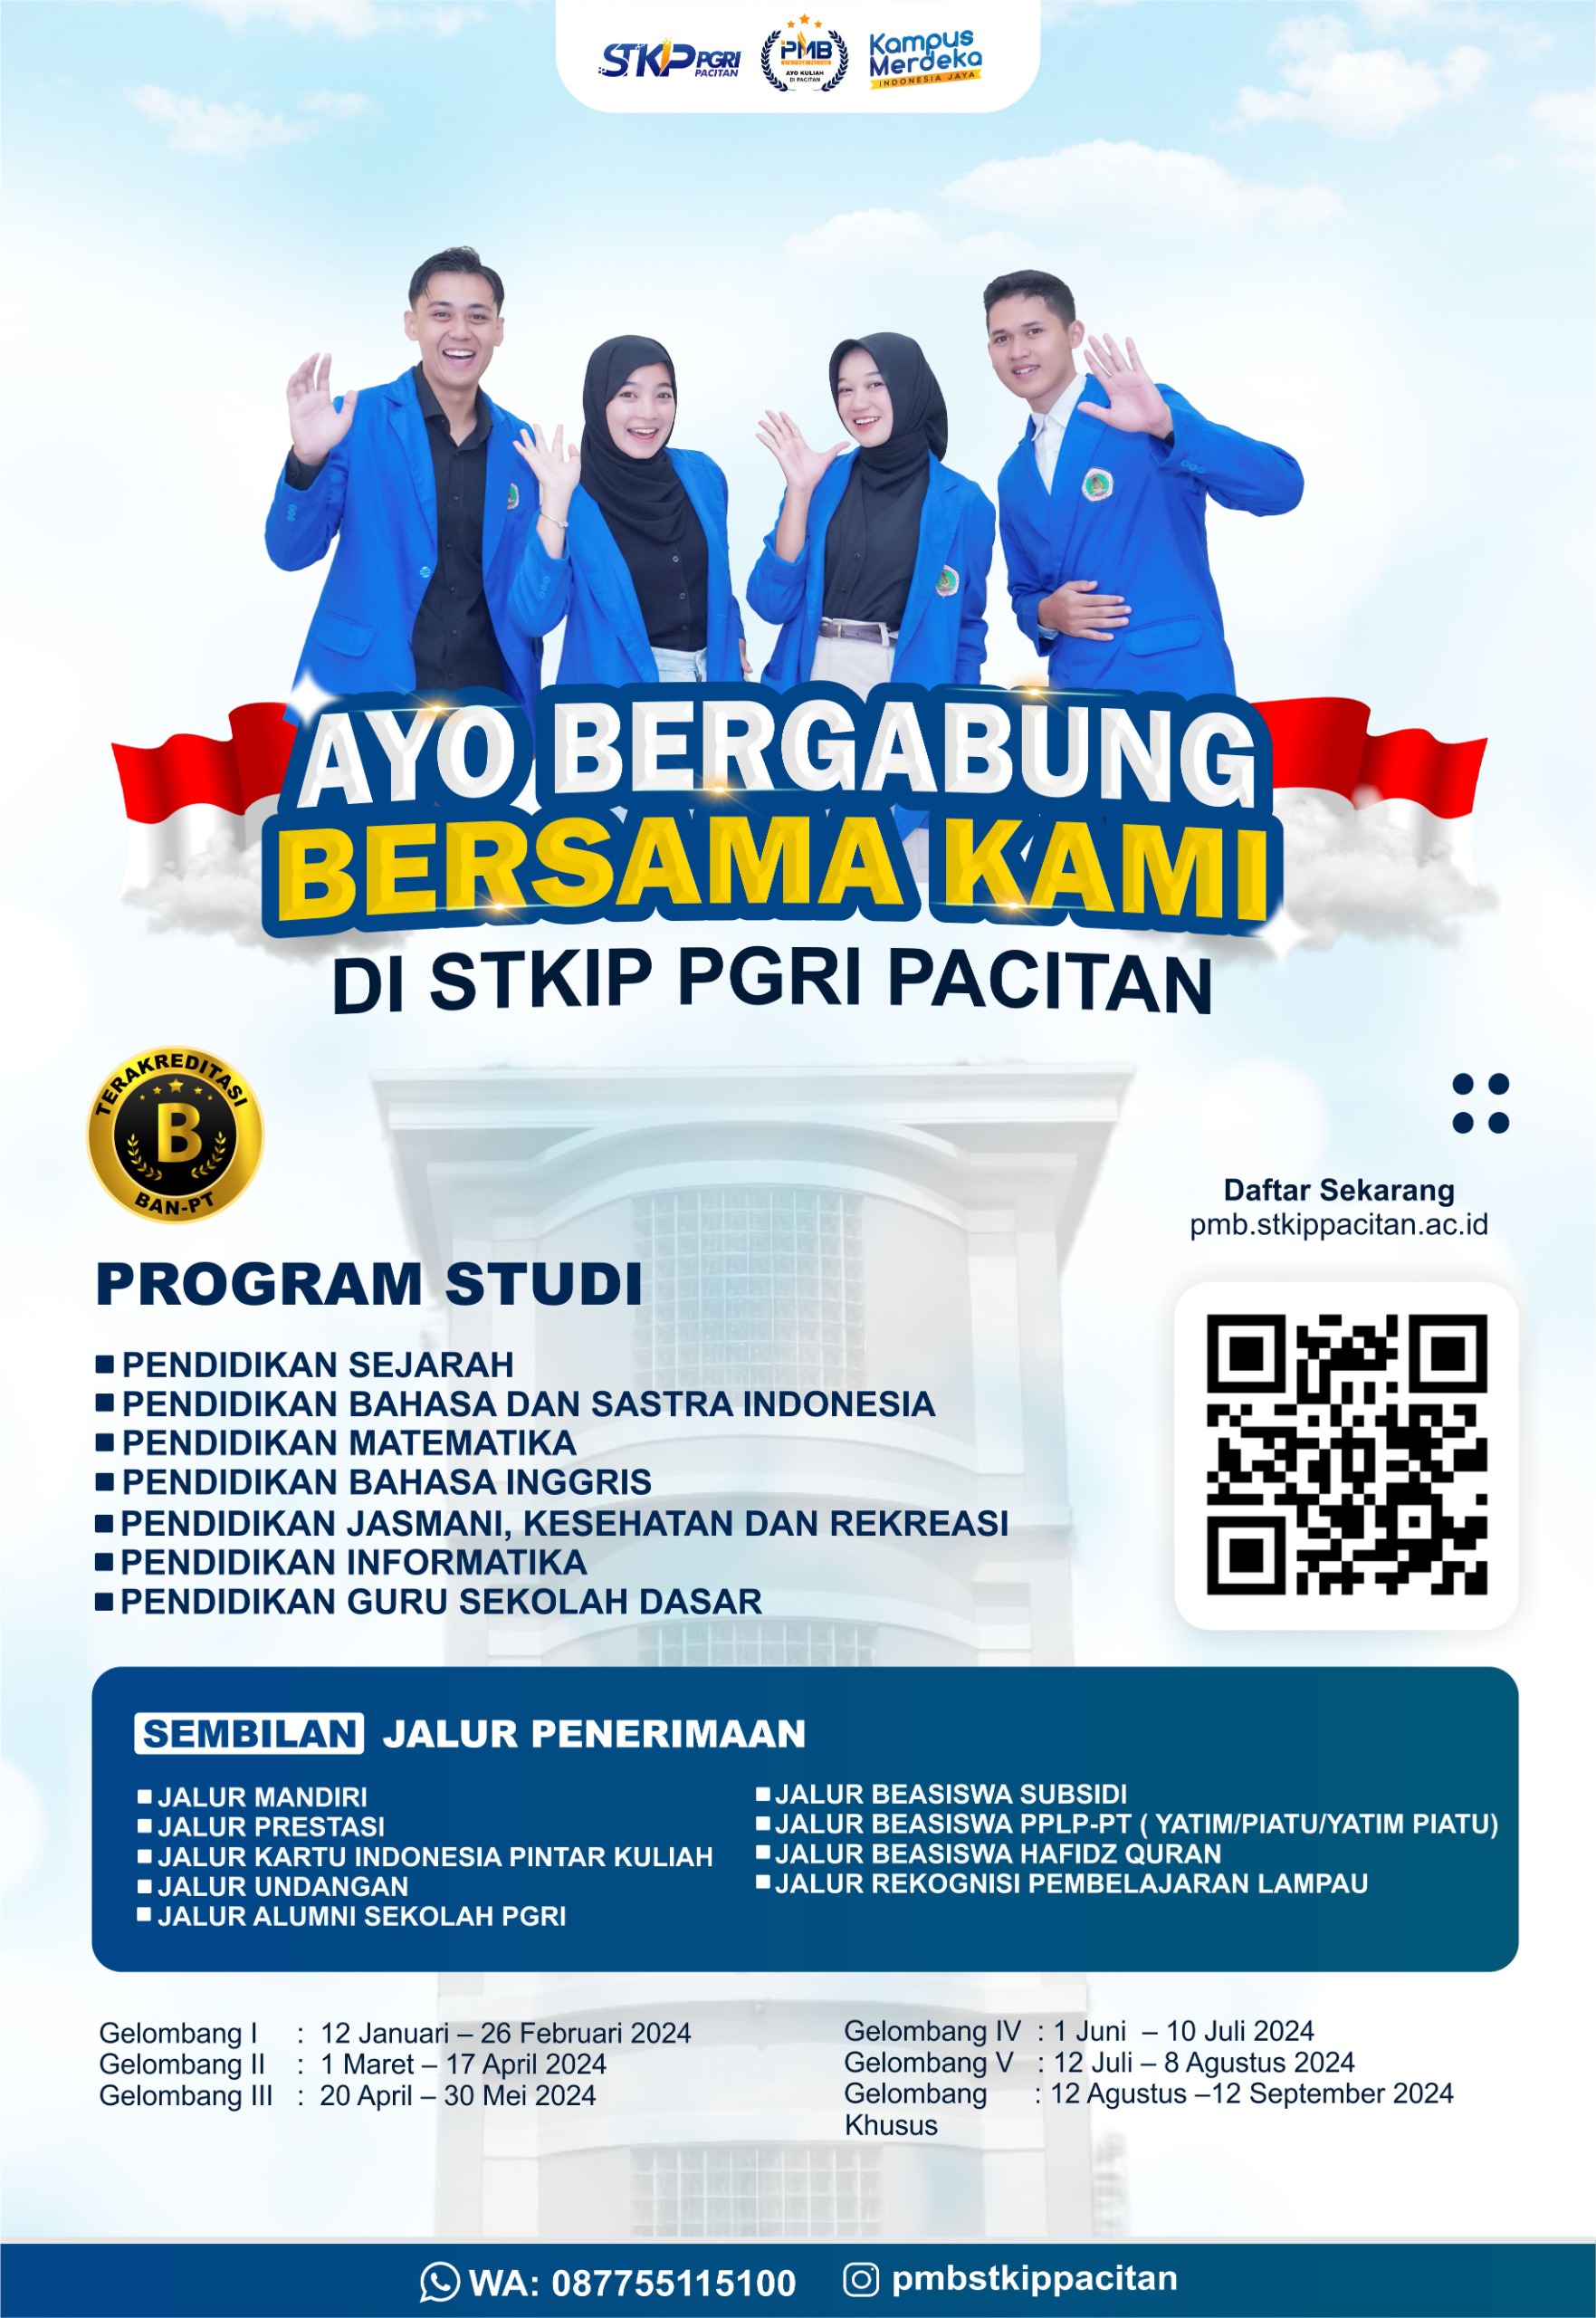 STKIP PGRI
PACITAN
PMB
AYO KULIAH
DI PACITAN
Kampus
Merdeka
INDONESIA JAYA
AYO BERGABUNG
BERSAMA KAMI
DI STKIP PGRI PACITAN
TERAKREDITASI
B
BAN-PT
Daftar Sekarang
pmb.stkippacitan.ac.id
PROGRAM STUDI
PENDIDIKAN SEJARAH
PENDIDIKAN BAHASA DAN SASTRA INDONESIA
PENDIDIKAN MATEMATIKA
PENDIDIKAN BAHASA INGGRIS
PENDIDIKAN JASMANI, KESEHATAN DAN REKREASI
PENDIDIKAN INFORMATIKA
PENDIDIKAN GURU SEKOLAH DASAR
SEMBILAN JALUR PENERIMAAN
JALUR MANDIRI
JALUR PRESTASI
JALUR KARTU INDONESIA PINTAR KULIAH
JALUR UNDANGAN
JALUR ALUMNI SEKOLAH PGRI
JALUR BEASISWA SUBSIDI
JALUR BEASISWA PPLP-PT ( YATIM/PIATU/YATIM PIATU)
JALUR BEASISWA HAFIDZ QURAN
JALUR REKOGNISI PEMBELAJARAN LAMPAU
Gelombang I : 12 Januari – 26 Februari 2024
Gelombang II : 1 Maret – 17 April 2024
Gelombang III : 20 April – 30 Mei 2024
Gelombang IV : 1 Juni – 10 Juli 2024
Gelombang V : 12 Juli – 8 Agustus 2024
Gelombang : 12 Agustus –12 September 2024
Khusus
WA: 087755115100
pmbstkippacitan